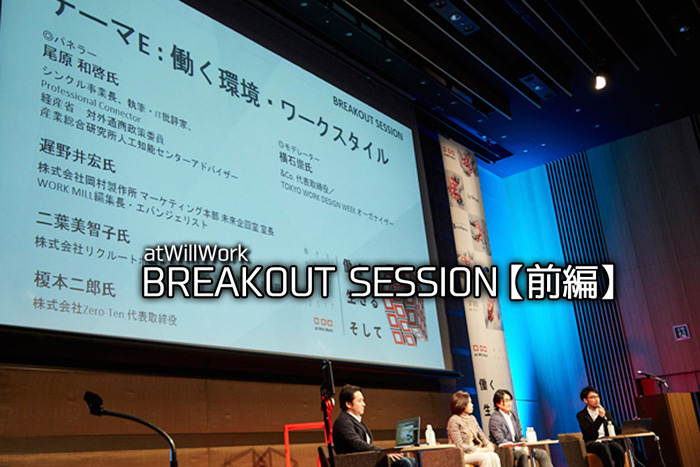 テーマE：働く環境・ワークスタイル
BREAKOUT SESSION
◎パネラー
尾原 和啓氏
シンクル事業長、執筆・IT批評家、
Professional Connector
経産省 対外通商政策委員
産業総合研究所人工知能センターアドバイザー
◎モデレーター
横石崇氏
&Co. 代表取締役／
TOKYO WORK DESIGN WEEK オーガナイザー
遅野井宏氏
株式会社岡村製作所 マーケティング本部 未来企画室 室長
WORK MILL編集長・エバンジェリスト
二葉美智子氏
株式会社リクルート
榎本二郎氏
株式会社Zero-Ten 代表取締役
働
生きる
そして
atWillWork
BREAKOUT SESSION【前編】
働く
生